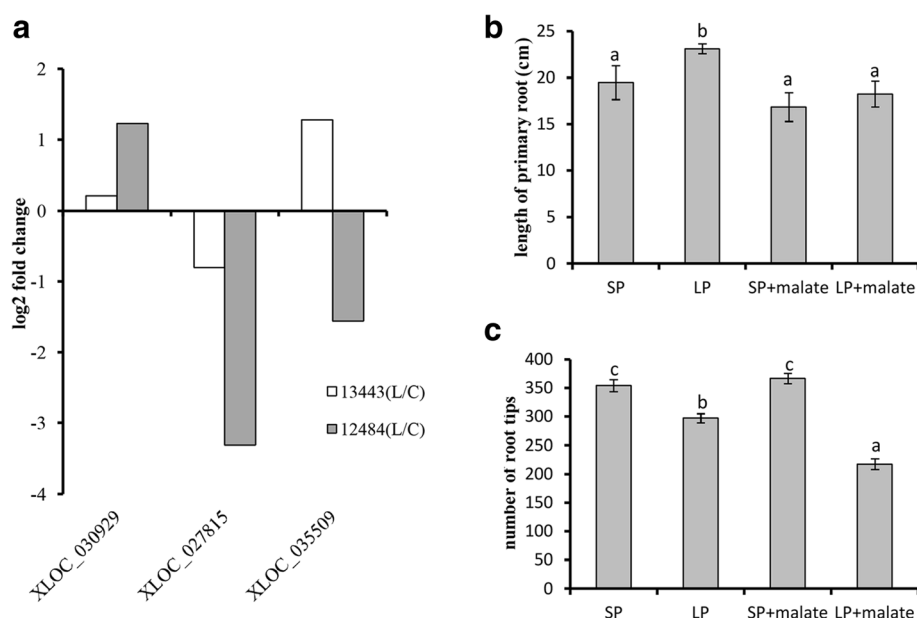 a
log2 fold change
2
1
0
-1
-2
-3
-4
13443(L/C)
12484(L/C)
XLOC_030929
XLOC_027815
XLOC_035509
b
length of primary root (cm)
25
20
15
10
5
0
a
b
a
a
SP
LP
SP+malate
LP+malate
c
number of root tips
400
350
300
250
200
150
100
50
0
c
b
c
a
SP
LP
SP+malate
LP+malate